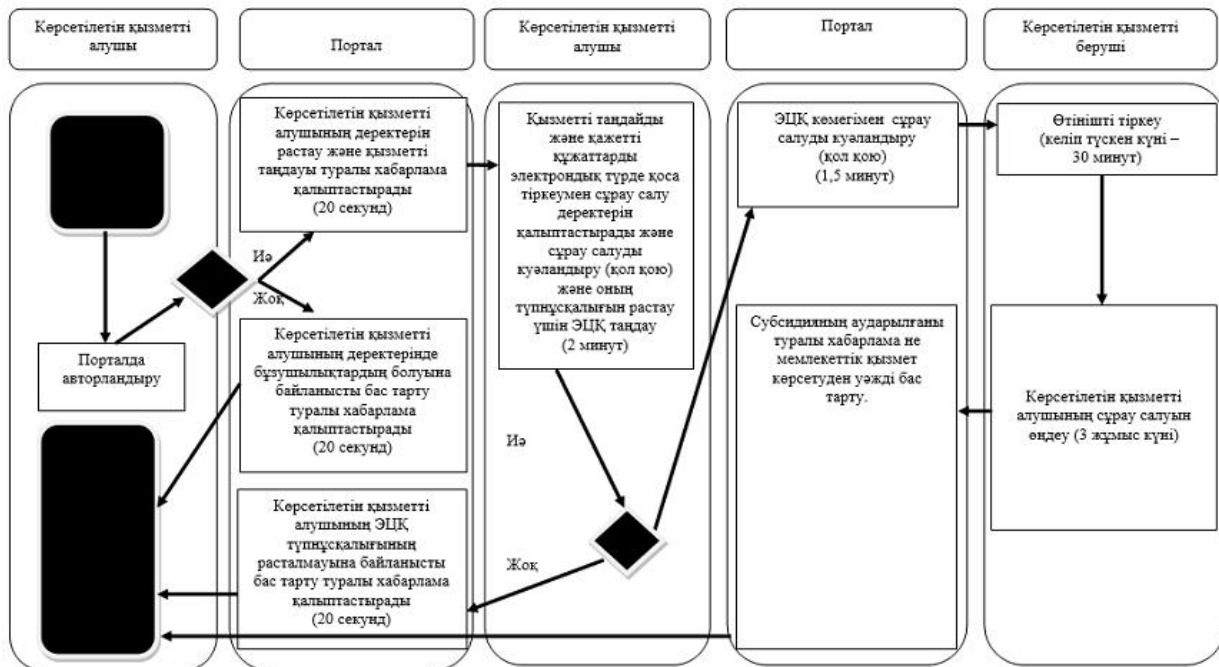 Көрсетілетін қызметті
алушы
Портал
Көрсетілетін қызметті
алушы
Портал
Көрсетілетін қызметті
беруші
Порталда
авторландыру
Көрсетілетін қызметті
алушының деректерін
растау және қызметті
таңдауы туралы хабарлама
қалыптастырады
(20 секунд)
Иә
Жоқ
Көрсетілетін қызметті
алушының деректерінде
бұзушылықтардың болуына
байланысты бас тарту
туралы хабарлама
қалыптастырады
(20 секунд)
Көрсетілетін қызметті
алушының ЭЦҚ
түпнұсқалығының
расталмауына байланысты
бас тарту туралы хабарлама
қалыптастырады
(20 секунд)
Қызметті таңдайды
және қажетті
құжаттарды
электрондық түрде қоса
тіркеумен сұрау салу
деректерін
қалыптастырады және
сұрау салуды
куәландыру (қол қою)
және оның
түпнұсқалығын растау
үшін ЭЦҚ таңдау
(2 минут)
Иә
Жоқ
ЭЦҚ көмегімен сұрау
салуды куәландыру
(қол қою)
(1,5 минут)
Субсидияның аударылғаны
туралы хабарлама не
мемлекеттік қызмет
көрсетуден уәжді бас
тарту.
Өтінішті тіркеу
(келіп түскен күні –
30 минут)
Көрсетілетін қызметті
алушының сұрау салуын
өңдеу (3 жұмыс күні)